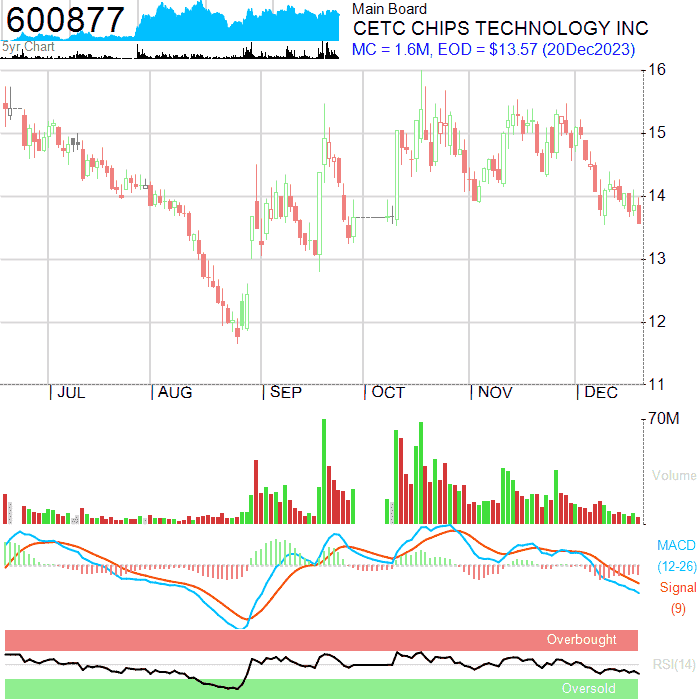 600877
5yr Chart
Main Board
CETC CHIPS TECHNOLOGY INC
MC = 1.6M, EOD = $13.57 (20Dec2023)
16
15
14
13
12
11
JUL
AUG
SEP
OCT
NOV
DEC
70M
Volume
MACD
(12-26)
Signal
(9)
Overbought
RSI(14)
Oversold